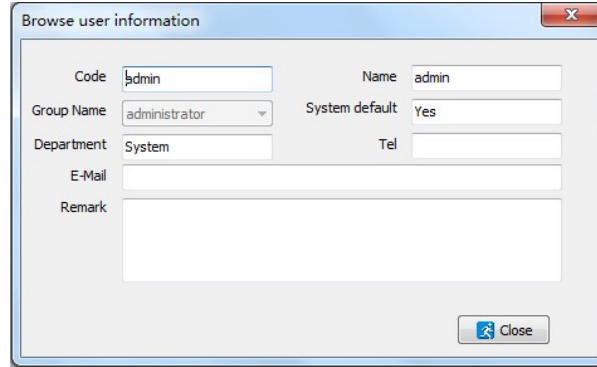 Browse user information
Code admin Name admin
Group Name administrator System default Yes
Department System Tel
E-Mail
Remark
Close